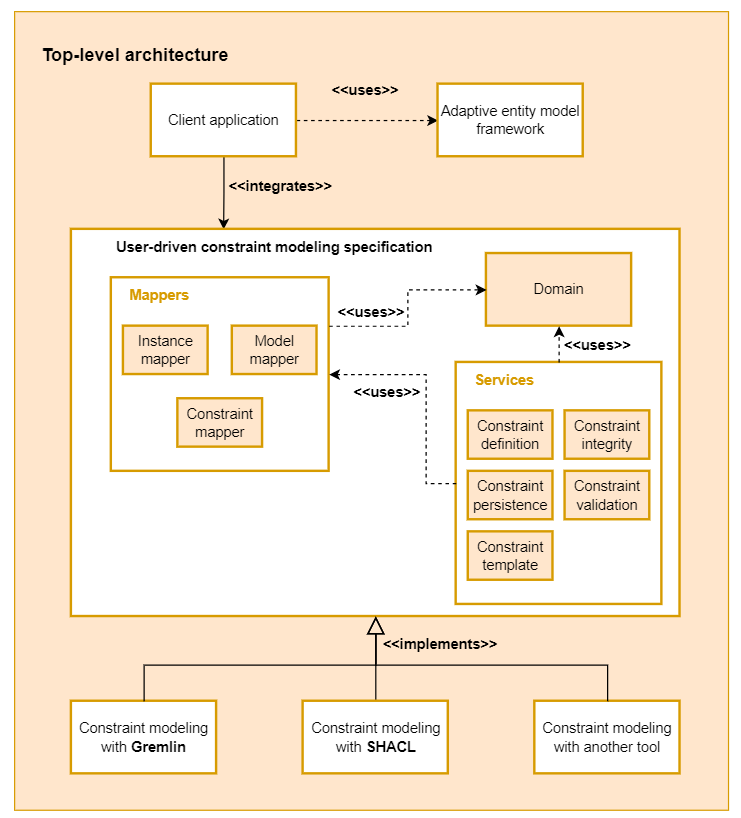 Top-level architecture
<<uses>>
Client application
Adaptive entity model
framework
<<integrates>>
User-driven constraint modeling specification
Mappers
Domain
<<uses>>
Instance
mapper
Model
mapper
<<uses>>
Services
<<uses>>
Constraint
mapper
Constraint
definition
Constraint
integrity
Constraint
persistence
Constraint
validation
Constraint
template
<<implements>>
Constraint modeling
with Gremlin
Constraint modeling
with SHACL
Constraint modeling
with another tool